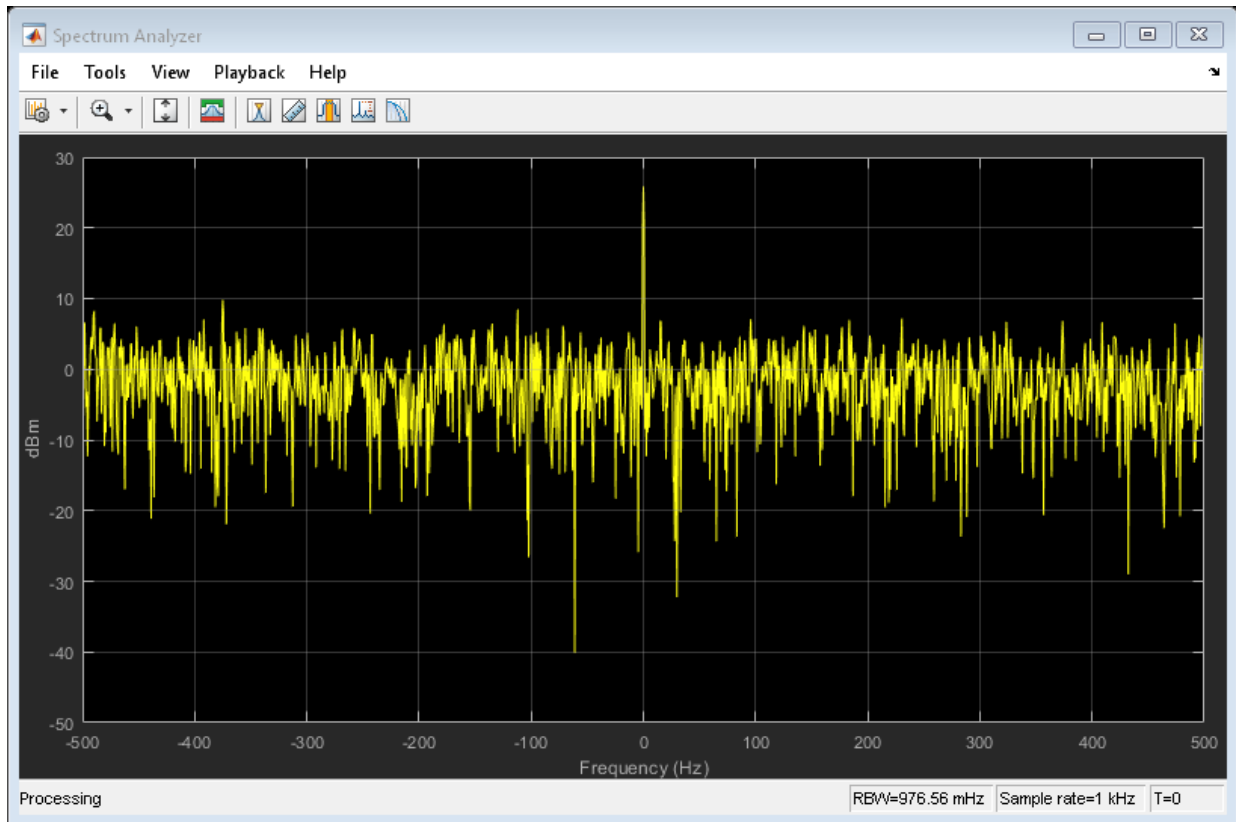 Spectrum Analyzer
File Tools View Playback Help
30
20
10
0
-10
-20
-30
-40
-50
dBm
-500 -400 -300 -200 -100 0 100 200 300 400 500
Frequency (Hz)
Processing RBW=976.56 mHz Sample rate=1 kHz T=0